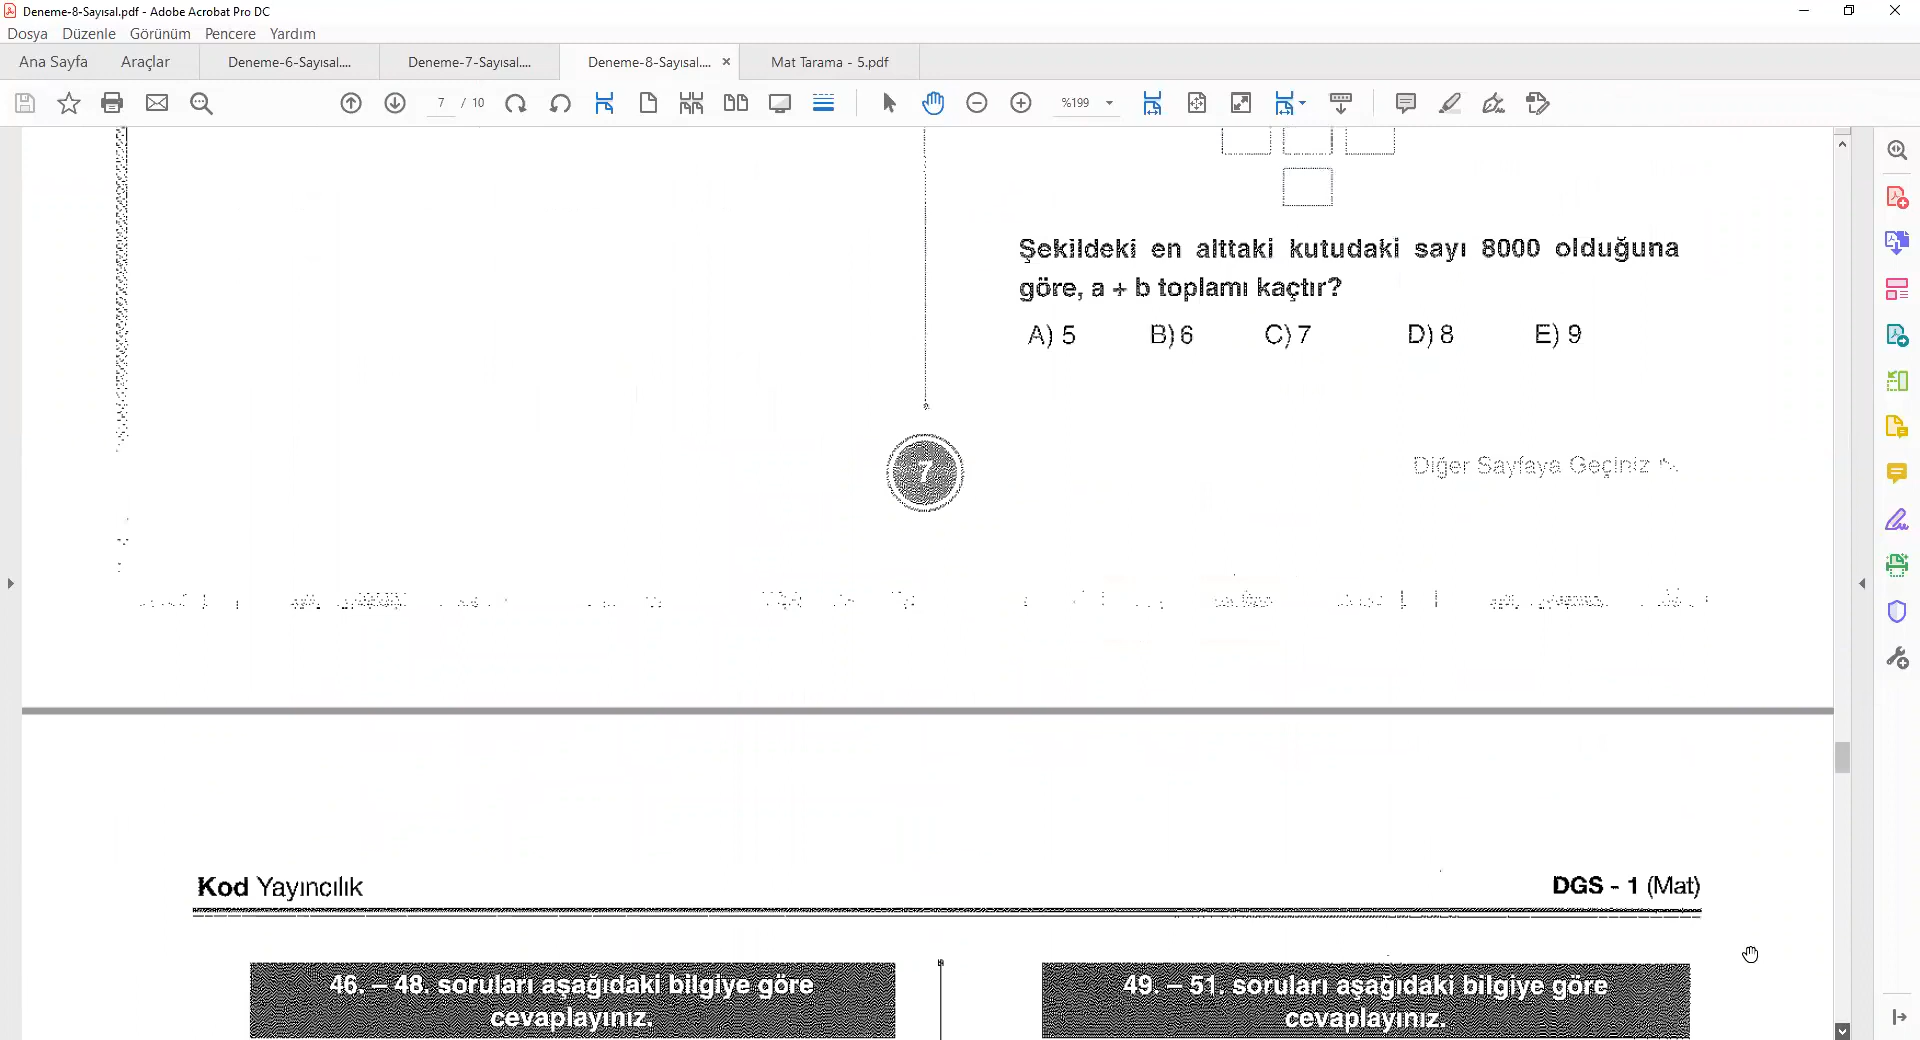 Deneme-8-Sayısal.pdf - Adobe Acrobat Pro DC
Dosya Düzenle Görünüm Pencere Yardım
Ana Sayfa Araçlar Deneme-6-Sayısal.... Deneme-7-Sayısal.... Deneme-8-Sayısal.... Mat Tarama - 5.pdf
7 / 10 %199
Şekildeki en alttaki kutudaki sayı 8000 olduğuna
göre, a + b toplamı kaçtır?
A) 5 B) 6 C) 7 D) 8 E) 9
7
Diğer Sayfaya Geçiniz
Kod Yayıncılık
DGS - 1 (Mat)
46. – 48. soruları aşağıdaki bilgiye göre
cevaplayınız.
49. – 51. soruları aşağıdaki bilgiye göre
cevaplayınız.